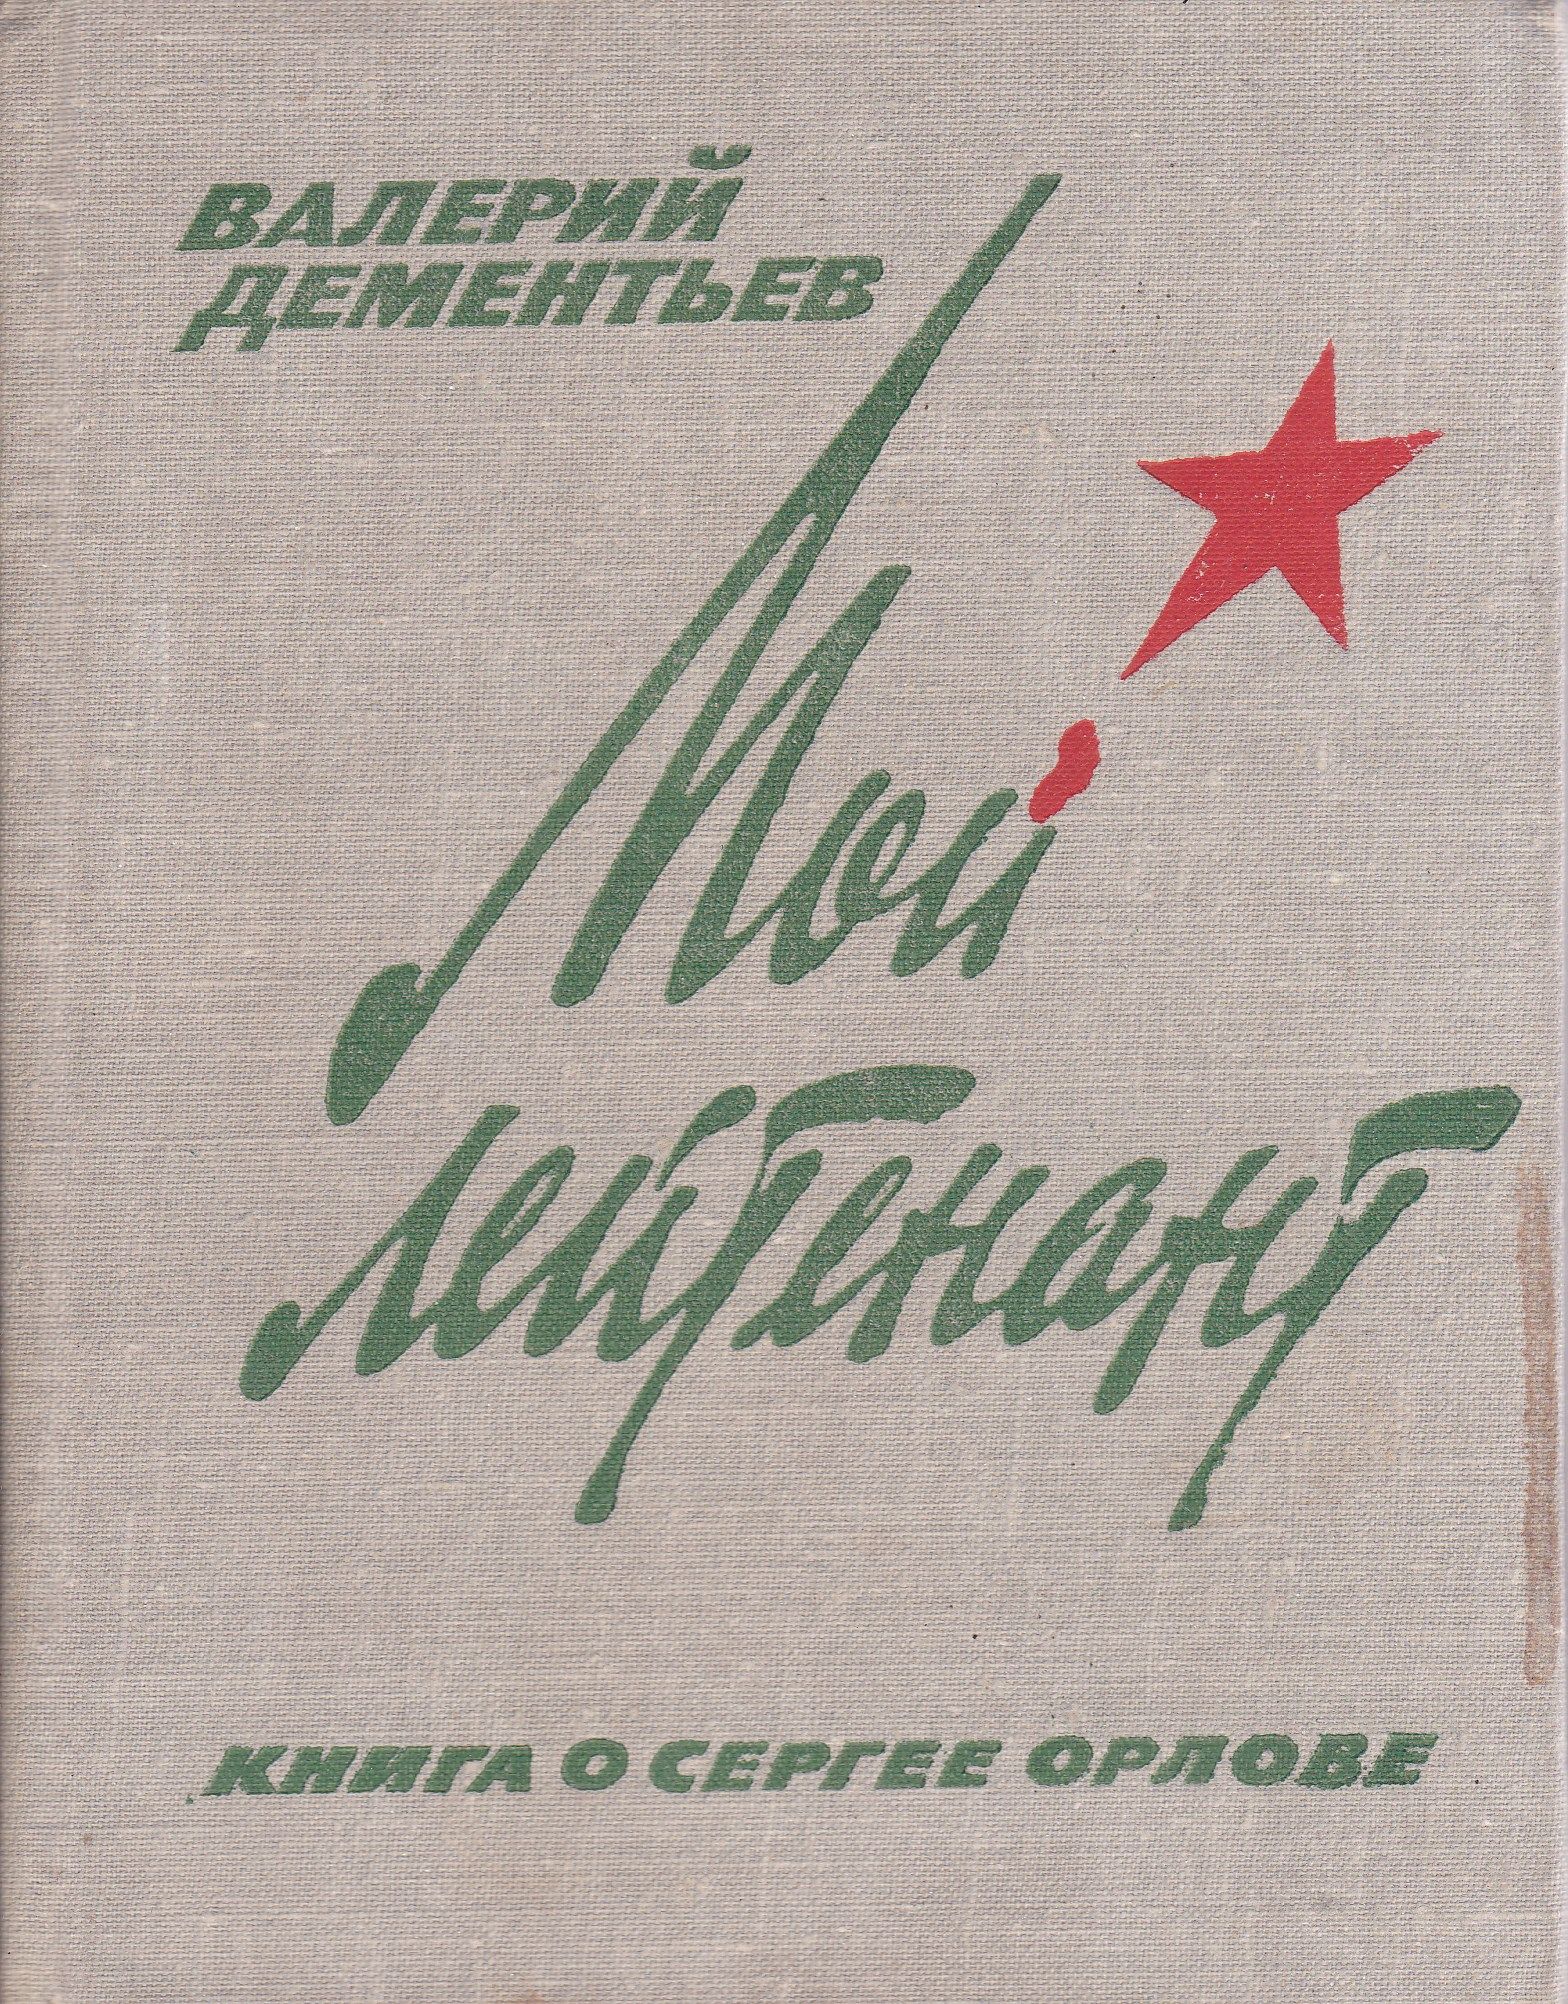 ВАЛЕРИЙ
ДЕМЕНТЬЕВ
Мой
лейтенант
КНИГА О СЕРГЕЕ ОРЛОВЕ